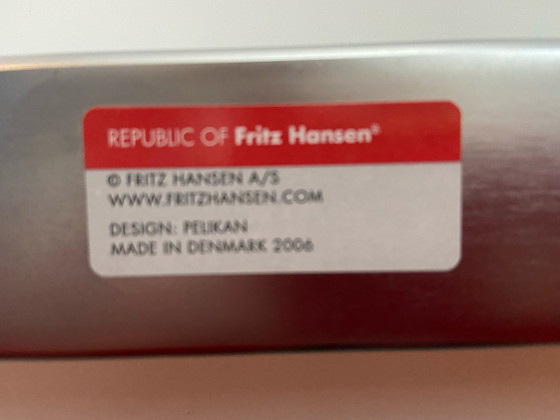 REPUBLIC OF Fritz Hansen®
© FRITZ HANSEN A/S
WWW.FRITZHANSEN.COM
DESIGN: PELIKAN
MADE IN DENMARK 2006